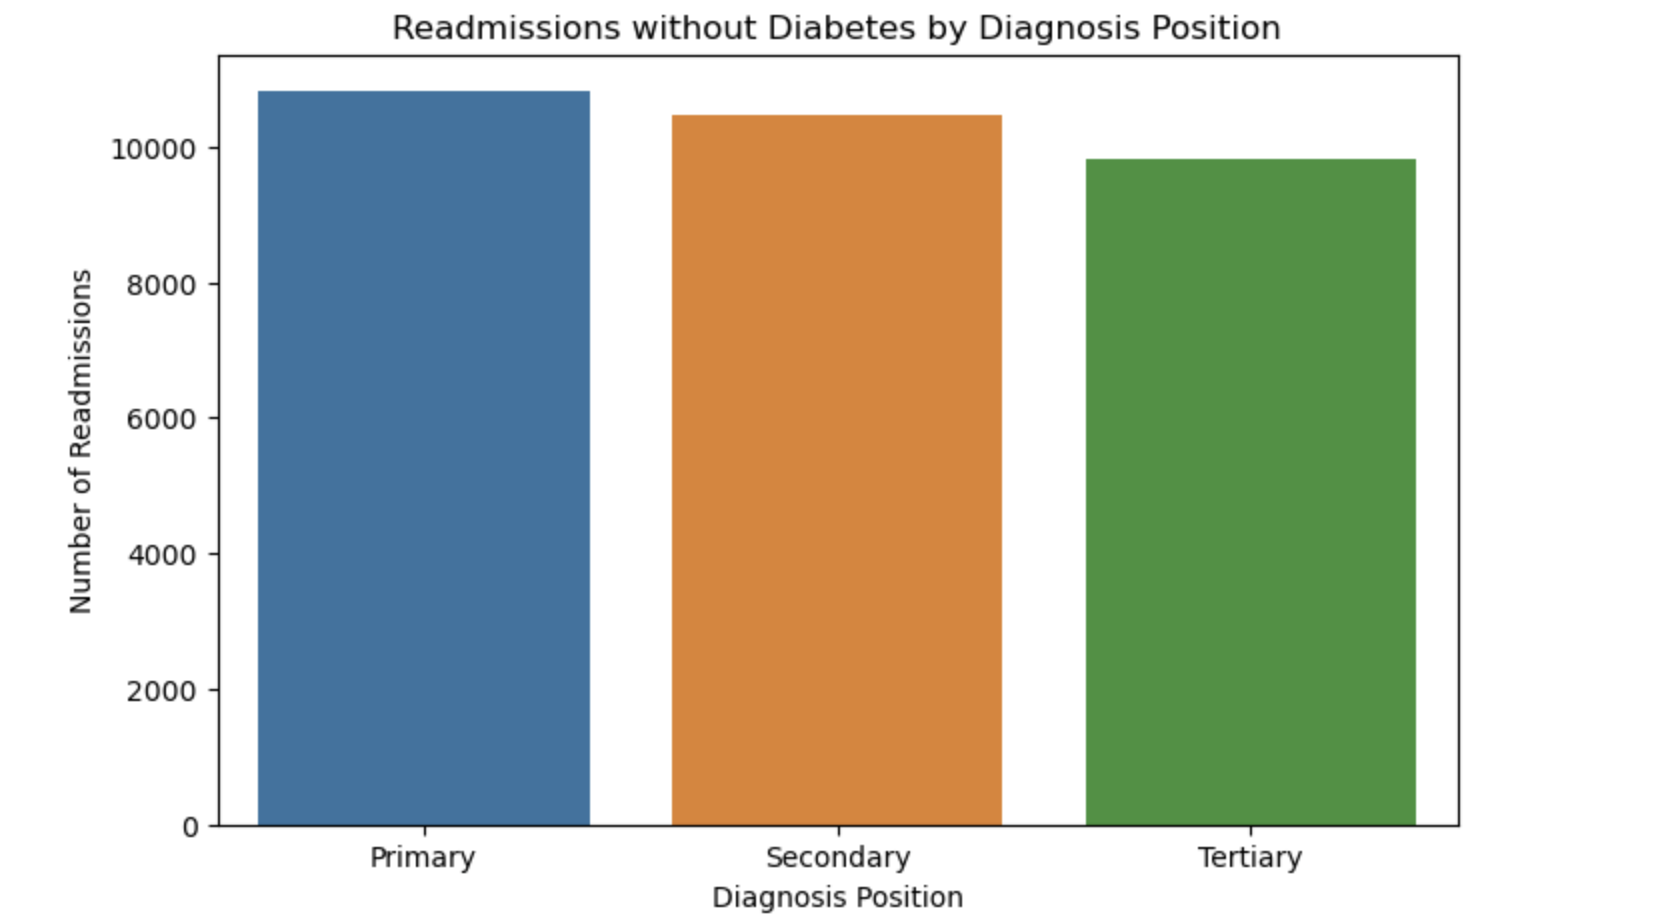 Readmissions without Diabetes by Diagnosis Position
Number of Readmissions
10000
8000
6000
4000
2000
0
Primary
Secondary
Tertiary
Diagnosis Position